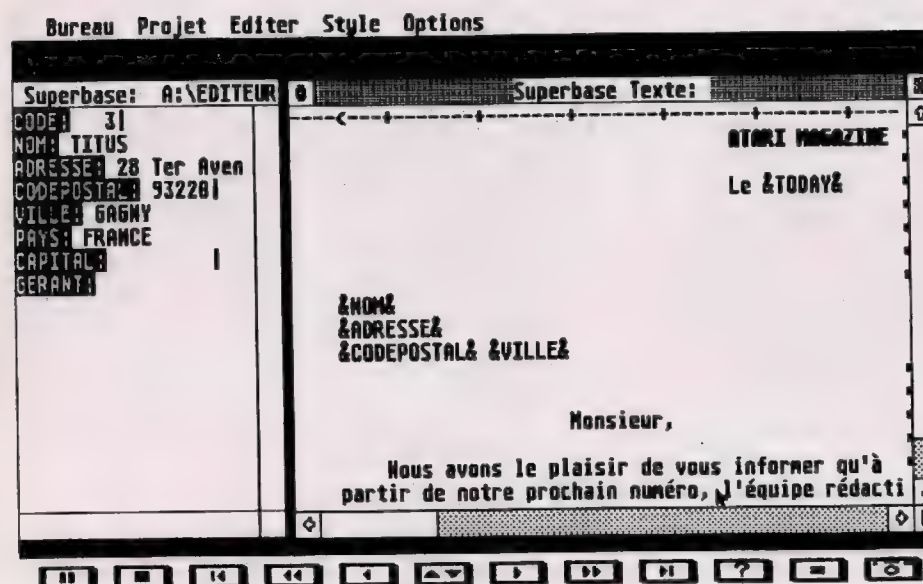 Bureau Projet Editer Style Options
Superbase: A:\EDITEUR
CODE: 3
NOM: TITUS
ADRESSE: 28 Ter Aven
CODEPOSTAL: 93220
VILLE: GAGNY
PAYS: FRANCE
CAPITAL:
GERANT:
Superbase Texte:
ATARI MAGAZINE
Le &TODAY&
&NOM&
&ADRESSE&
&CODEPOSTAL& &VILLE&
Monsieur,
Nous avons le plaisir de vous informer qu'à
partir de notre prochain numéro, l'équipe rédacti